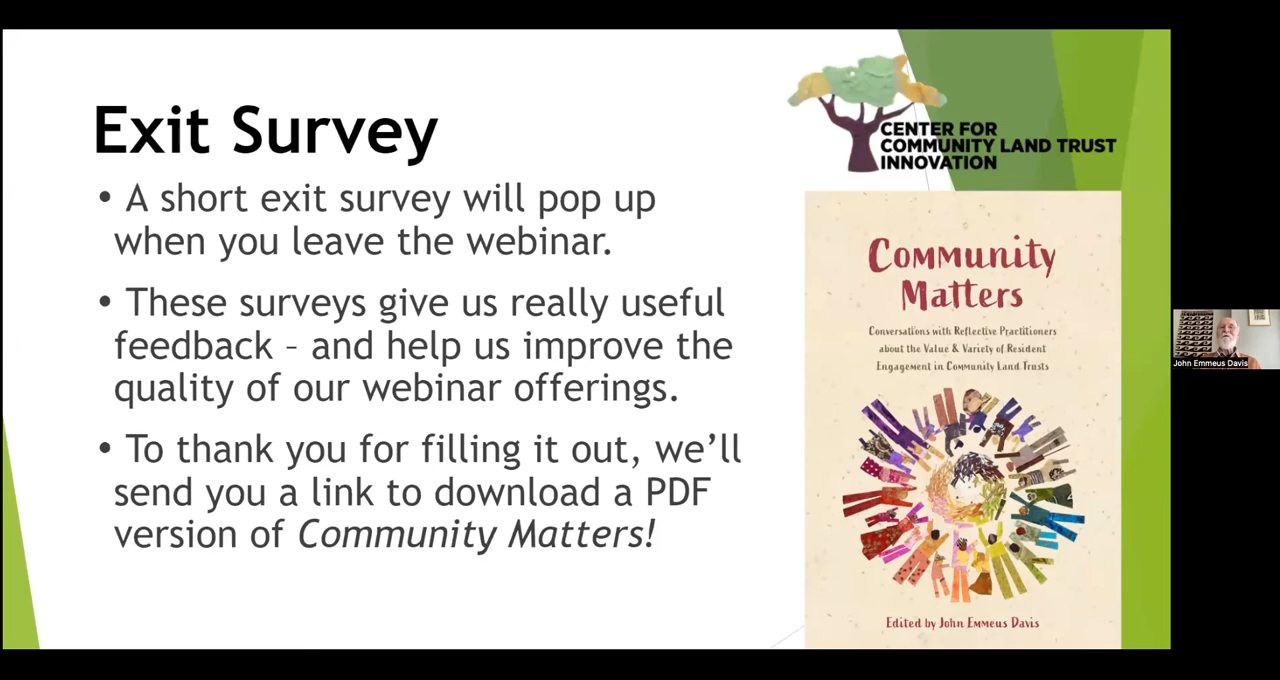 Exit Survey
• A short exit survey will pop up
when you leave the webinar.
• These surveys give us really useful
feedback – and help us improve the
quality of our webinar offerings.
• To thank you for filling it out, we’ll
send you a link to download a PDF
version of Community Matters!
CENTER FOR
COMMUNITY LAND TRUST
INNOVATION
Community
Matters
Conversations with Reflective Practitioners
about the Value & Variety of Resident
Engagement in Community Land Trusts
Edited by John Emmeus Davis
John Emmeus Davis